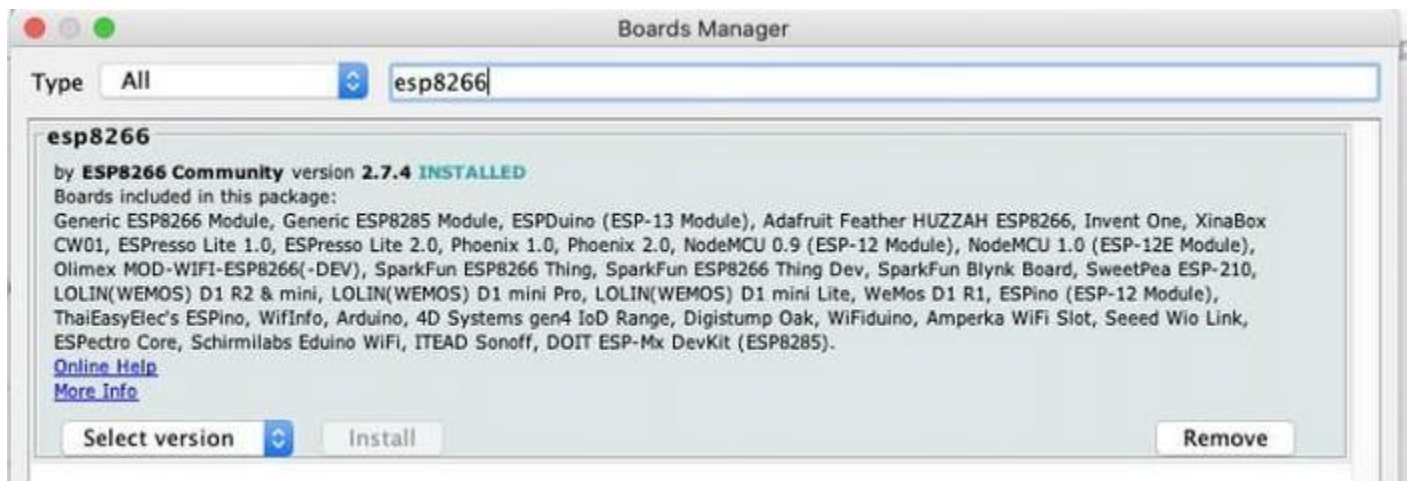 Boards Manager
Type All esp8266
esp8266
by ESP8266 Community version 2.7.4 INSTALLED
Boards included in this package:
Generic ESP8266 Module, Generic ESP8285 Module, ESPDuino (ESP-13 Module), Adafruit Feather HUZZAH ESP8266, Invent One, XinaBox
CW01, ESPresso Lite 1.0, ESPresso Lite 2.0, Phoenix 1.0, Phoenix 2.0, NodeMCU 0.9 (ESP-12 Module), NodeMCU 1.0 (ESP-12E Module),
Olimex MOD-WIFI-ESP8266(-DEV), SparkFun ESP8266 Thing, SparkFun ESP8266 Thing Dev, SparkFun Blynk Board, SweetPea ESP-210,
LOLIN(WEMOS) D1 R2 & mini, LOLIN(WEMOS) D1 mini Pro, LOLIN(WEMOS) D1 mini Lite, WeMos D1 R1, ESPino (ESP-12 Module),
ThaiEasyElec's ESPino, WifInfo, Arduino, 4D Systems gen4 IoD Range, Digistump Oak, WiFiduino, Amperka WiFi Slot, Seeed Wio Link,
ESPectro Core, Schirmilabs Eduino WiFi, ITEAD Sonoff, DOIT ESP-Mx DevKit (ESP8285).
Online Help
More Info
Select version Install Remove